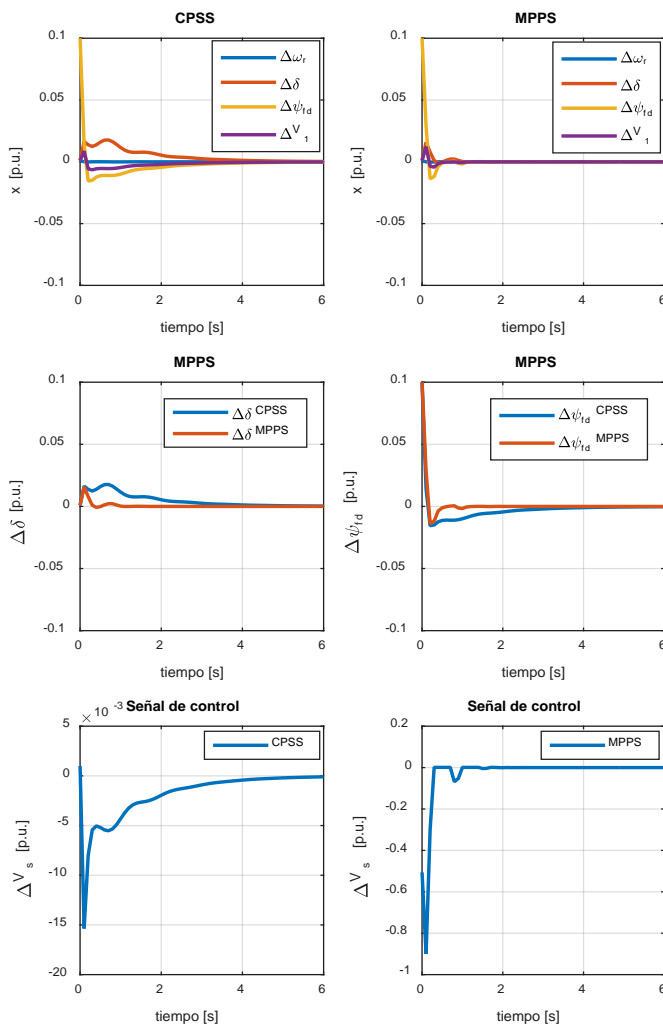 CPSS
0.1
0.05
0
-0.05
-0.1
x [p.u.]
Δω_r
Δδ
Δψ_fd
ΔV_1
0 2 4 6
tiempo [s]
MPPS
0.1
0.05
0
-0.05
-0.1
x [p.u.]
Δω_r
Δδ
Δψ_fd
ΔV_1
0 2 4 6
tiempo [s]
MPPS
0.1
0.05
0
-0.05
-0.1
Δδ [p.u.]
Δδ^CPSS
Δδ^MPPS
0 2 4 6
tiempo [s]
MPPS
0.1
0.05
0
-0.05
-0.1
Δψ_fd [p.u.]
Δψ_fd^CPSS
Δψ_fd^MPPS
0 2 4 6
tiempo [s]
× 10^-3 Señal de control
5
0
-5
-10
-15
-20
ΔV_s [p.u.]
CPSS
0 2 4 6
tiempo [s]
Señal de control
0.2
0
-0.2
-0.4
-0.6
-0.8
-1
ΔV_s [p.u.]
MPPS
0 2 4 6
tiempo [s]